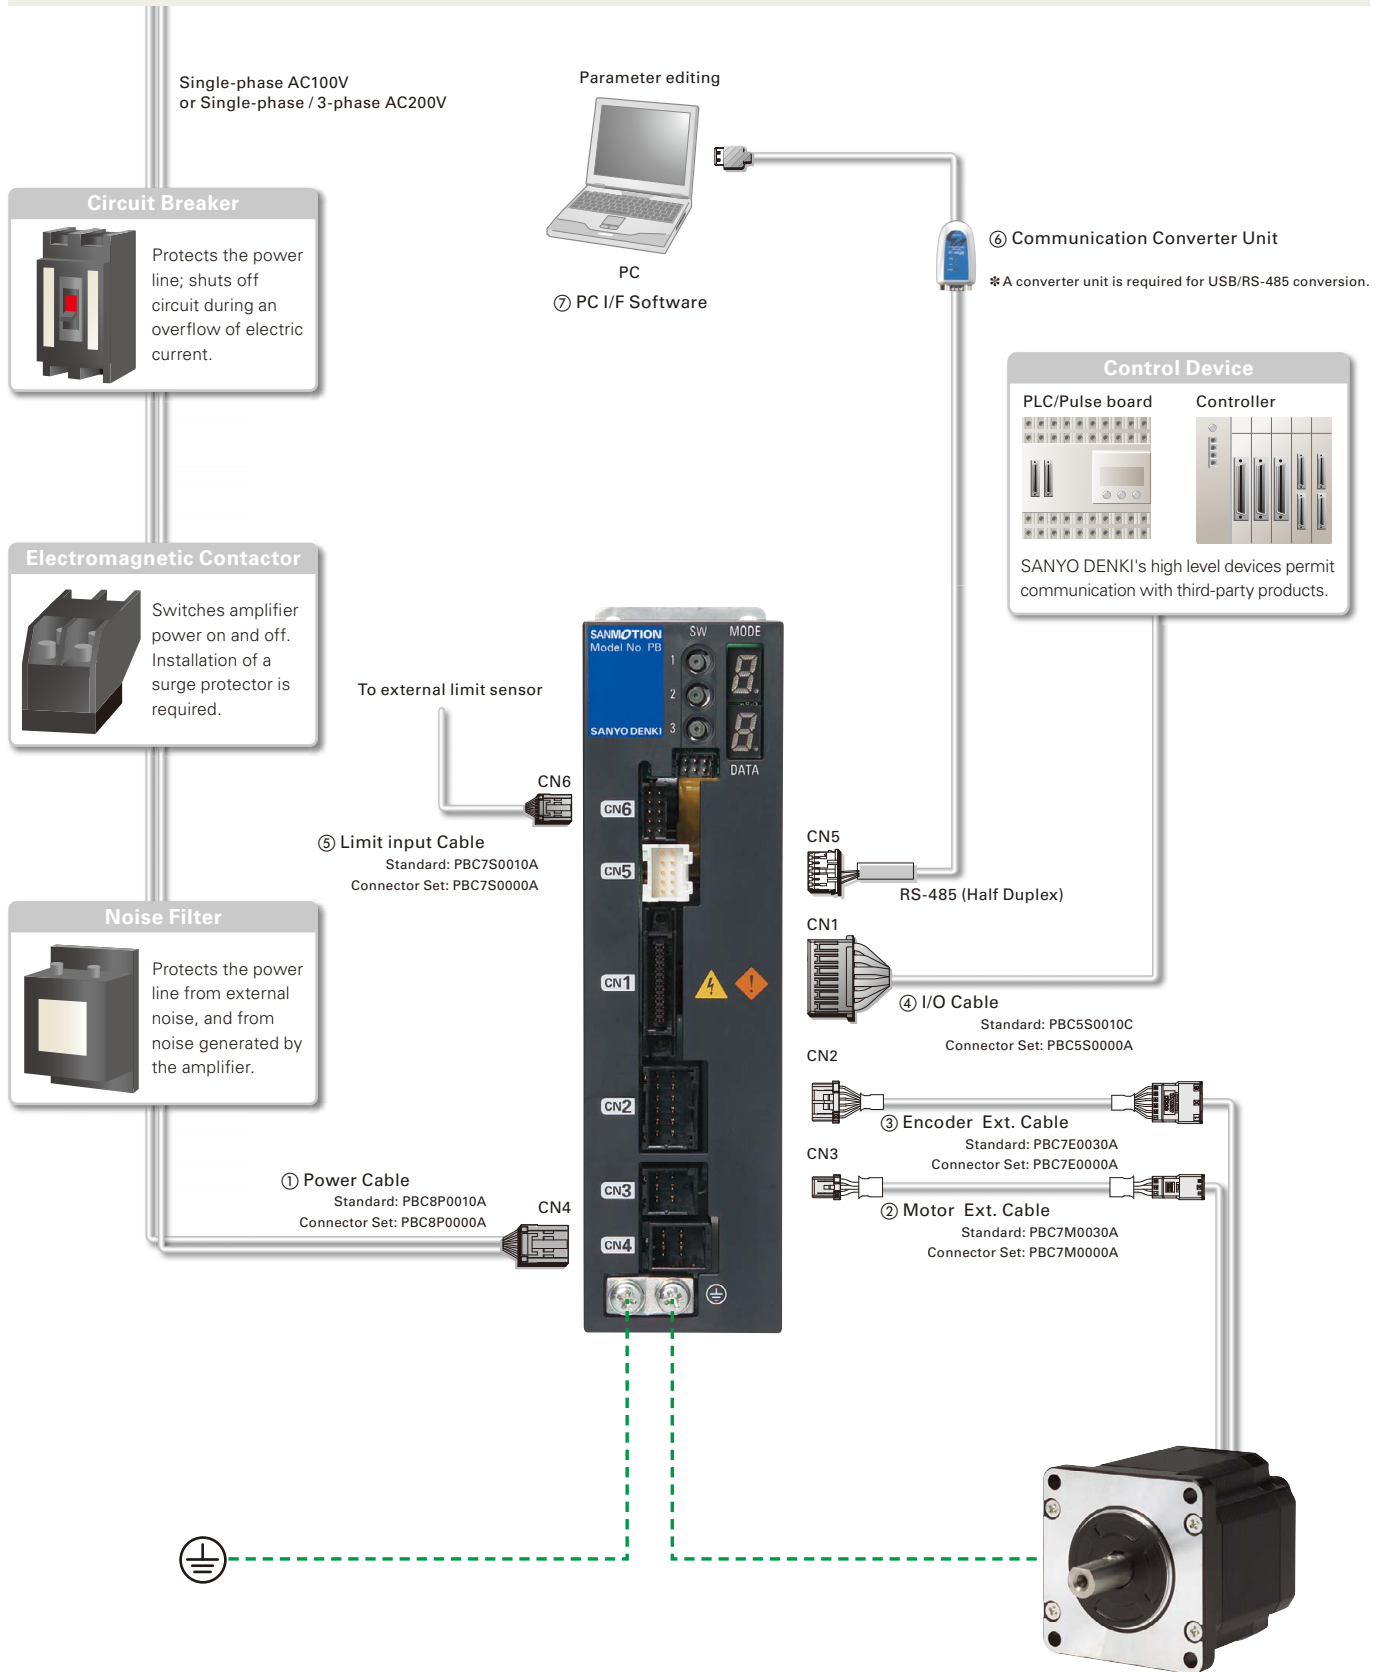 Single-phase AC100V
or Single-phase / 3-phase AC200V
Parameter editing
PC
⑦ PC I/F Software
⑥ Communication Converter Unit
✽ A converter unit is required for USB/RS-485 conversion.
Circuit Breaker
Protects the power
line; shuts off
circuit during an
overflow of electric
current.
Control Device
PLC/Pulse board
Controller
SANYO DENKI's high level devices permit
communication with third-party products.
Electromagnetic Contactor
Switches amplifier
power on and off.
Installation of a
surge protector is
required.
To external limit sensor
CN6
⑤ Limit input Cable
Standard: PBC7S0010A
Connector Set: PBC7S0000A
SANMOTION
Model No PB
SANYO DENKI
SW
1
2
3
MODE
DATA
CN6
CN5
CN1
CN2
CN3
CN4
CN5
RS-485 (Half Duplex)
CN1
④ I/O Cable
Standard: PBC5S0010C
Connector Set: PBC5S0000A
CN2
③ Encoder Ext. Cable
Standard: PBC7E0030A
Connector Set: PBC7E0000A
CN3
② Motor Ext. Cable
Standard: PBC7M0030A
Connector Set: PBC7M0000A
Noise Filter
Protects the power
line from external
noise, and from
noise generated by
the amplifier.
① Power Cable
Standard: PBC8P0010A
Connector Set: PBC8P0000A
CN4